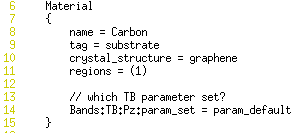 6 Material
7 {
8 name = Carbon
9 tag = substrate
10 crystal_structure = graphene
11 regions = (1)
12
13 // which TB parameter set?
14 Bands:TB:Pz:param_set = param_default
15 }